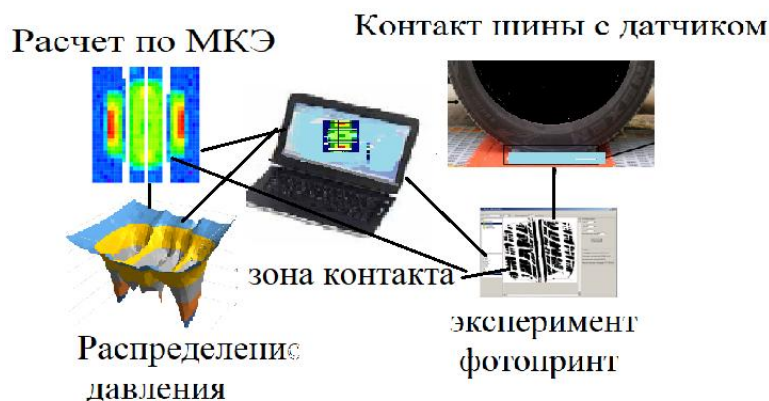 Расчет по МКЭ
Контакт шины с датчиком
зона контакта
Распределение
давления
эксперимент
фотопринт